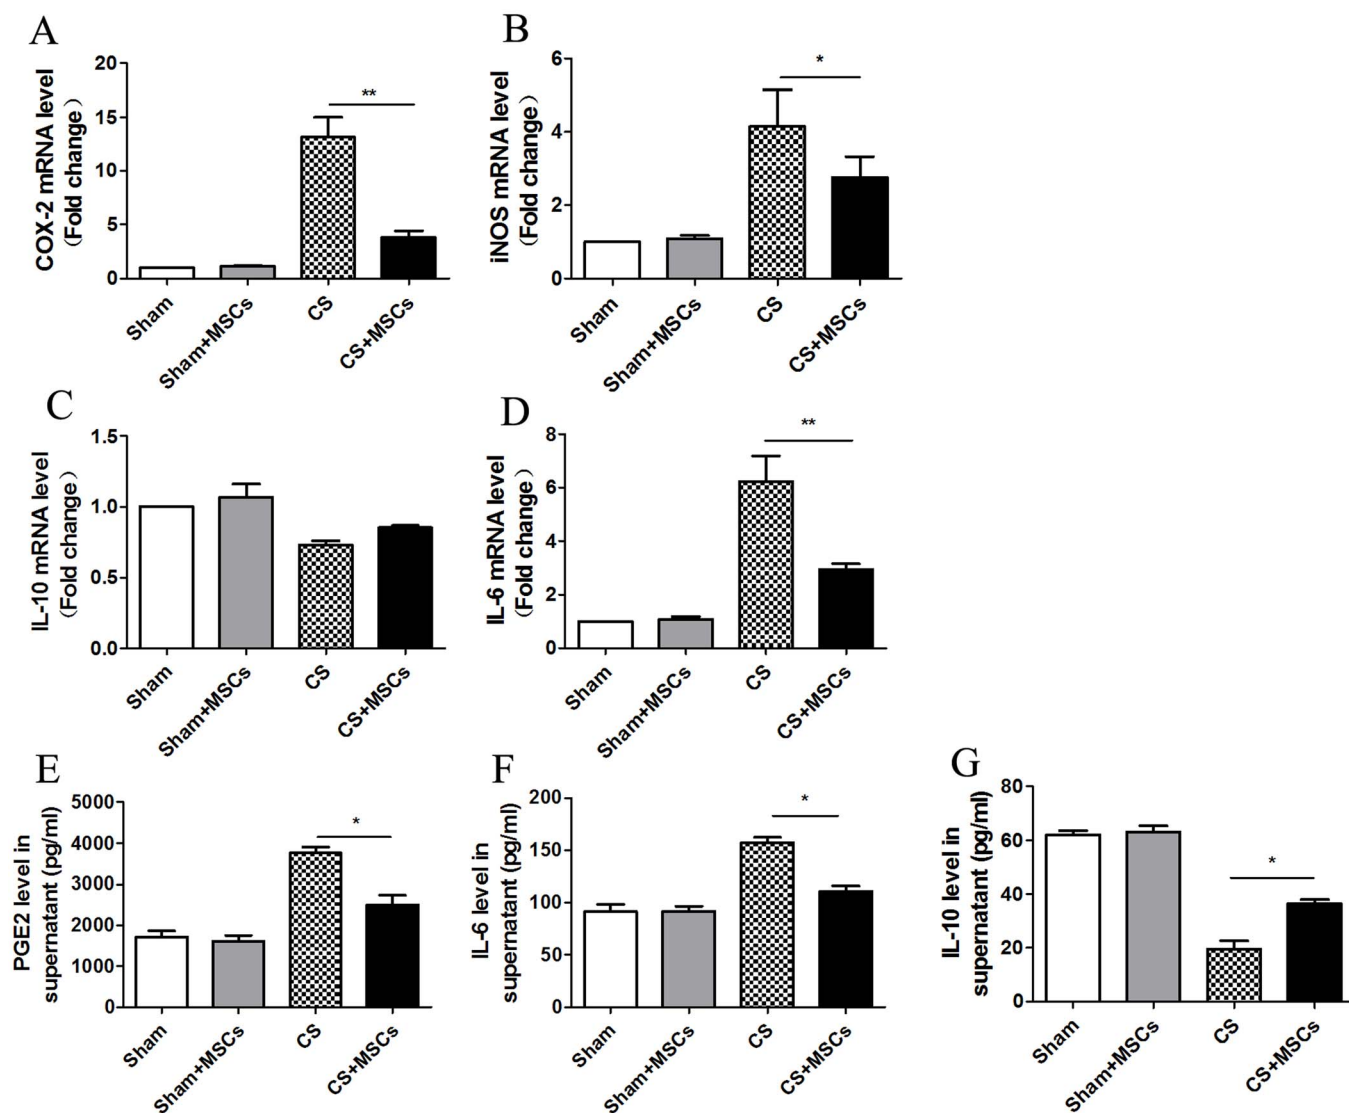 A
COX-2 mRNA level
(Fold change)
20
15
10
5
0
**
Sham
Sham+MSCs
CS
CS+MSCs
B
iNOS mRNA level
(Fold change)
6
4
2
0
*
Sham
Sham+MSCs
CS
CS+MSCs
C
IL-10 mRNA level
(Fold change)
1.5
1.0
0.5
0.0
Sham
Sham+MSCs
CS
CS+MSCs
D
IL-6 mRNA level
(Fold change)
8
6
4
2
0
**
Sham
Sham+MSCs
CS
CS+MSCs
E
PGE2 level in
supernatant (pg/ml)
5000
4000
3000
2000
1000
0
*
Sham
Sham+MSCs
CS
CS+MSCs
F
IL-6 level in
supernatant (pg/ml)
200
150
100
50
0
*
Sham
Sham+MSCs
CS
CS+MSCs
G
IL-10 level in
supernatant (pg/ml)
80
60
40
20
0
*
Sham
Sham+MSCs
CS
CS+MSCs